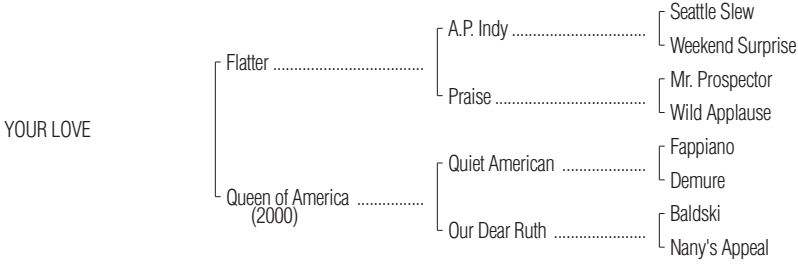 Seattle Slew
A.P. Indy ..............................
Weekend Surprise
Flatter ..................................
Mr. Prospector
Praise ..................................
Wild Applause
YOUR LOVE
Fappiano
Quiet American ...................
Demure
Queen of America ...............
(2000)
Baldski
Our Dear Ruth .....................
Nany's Appeal